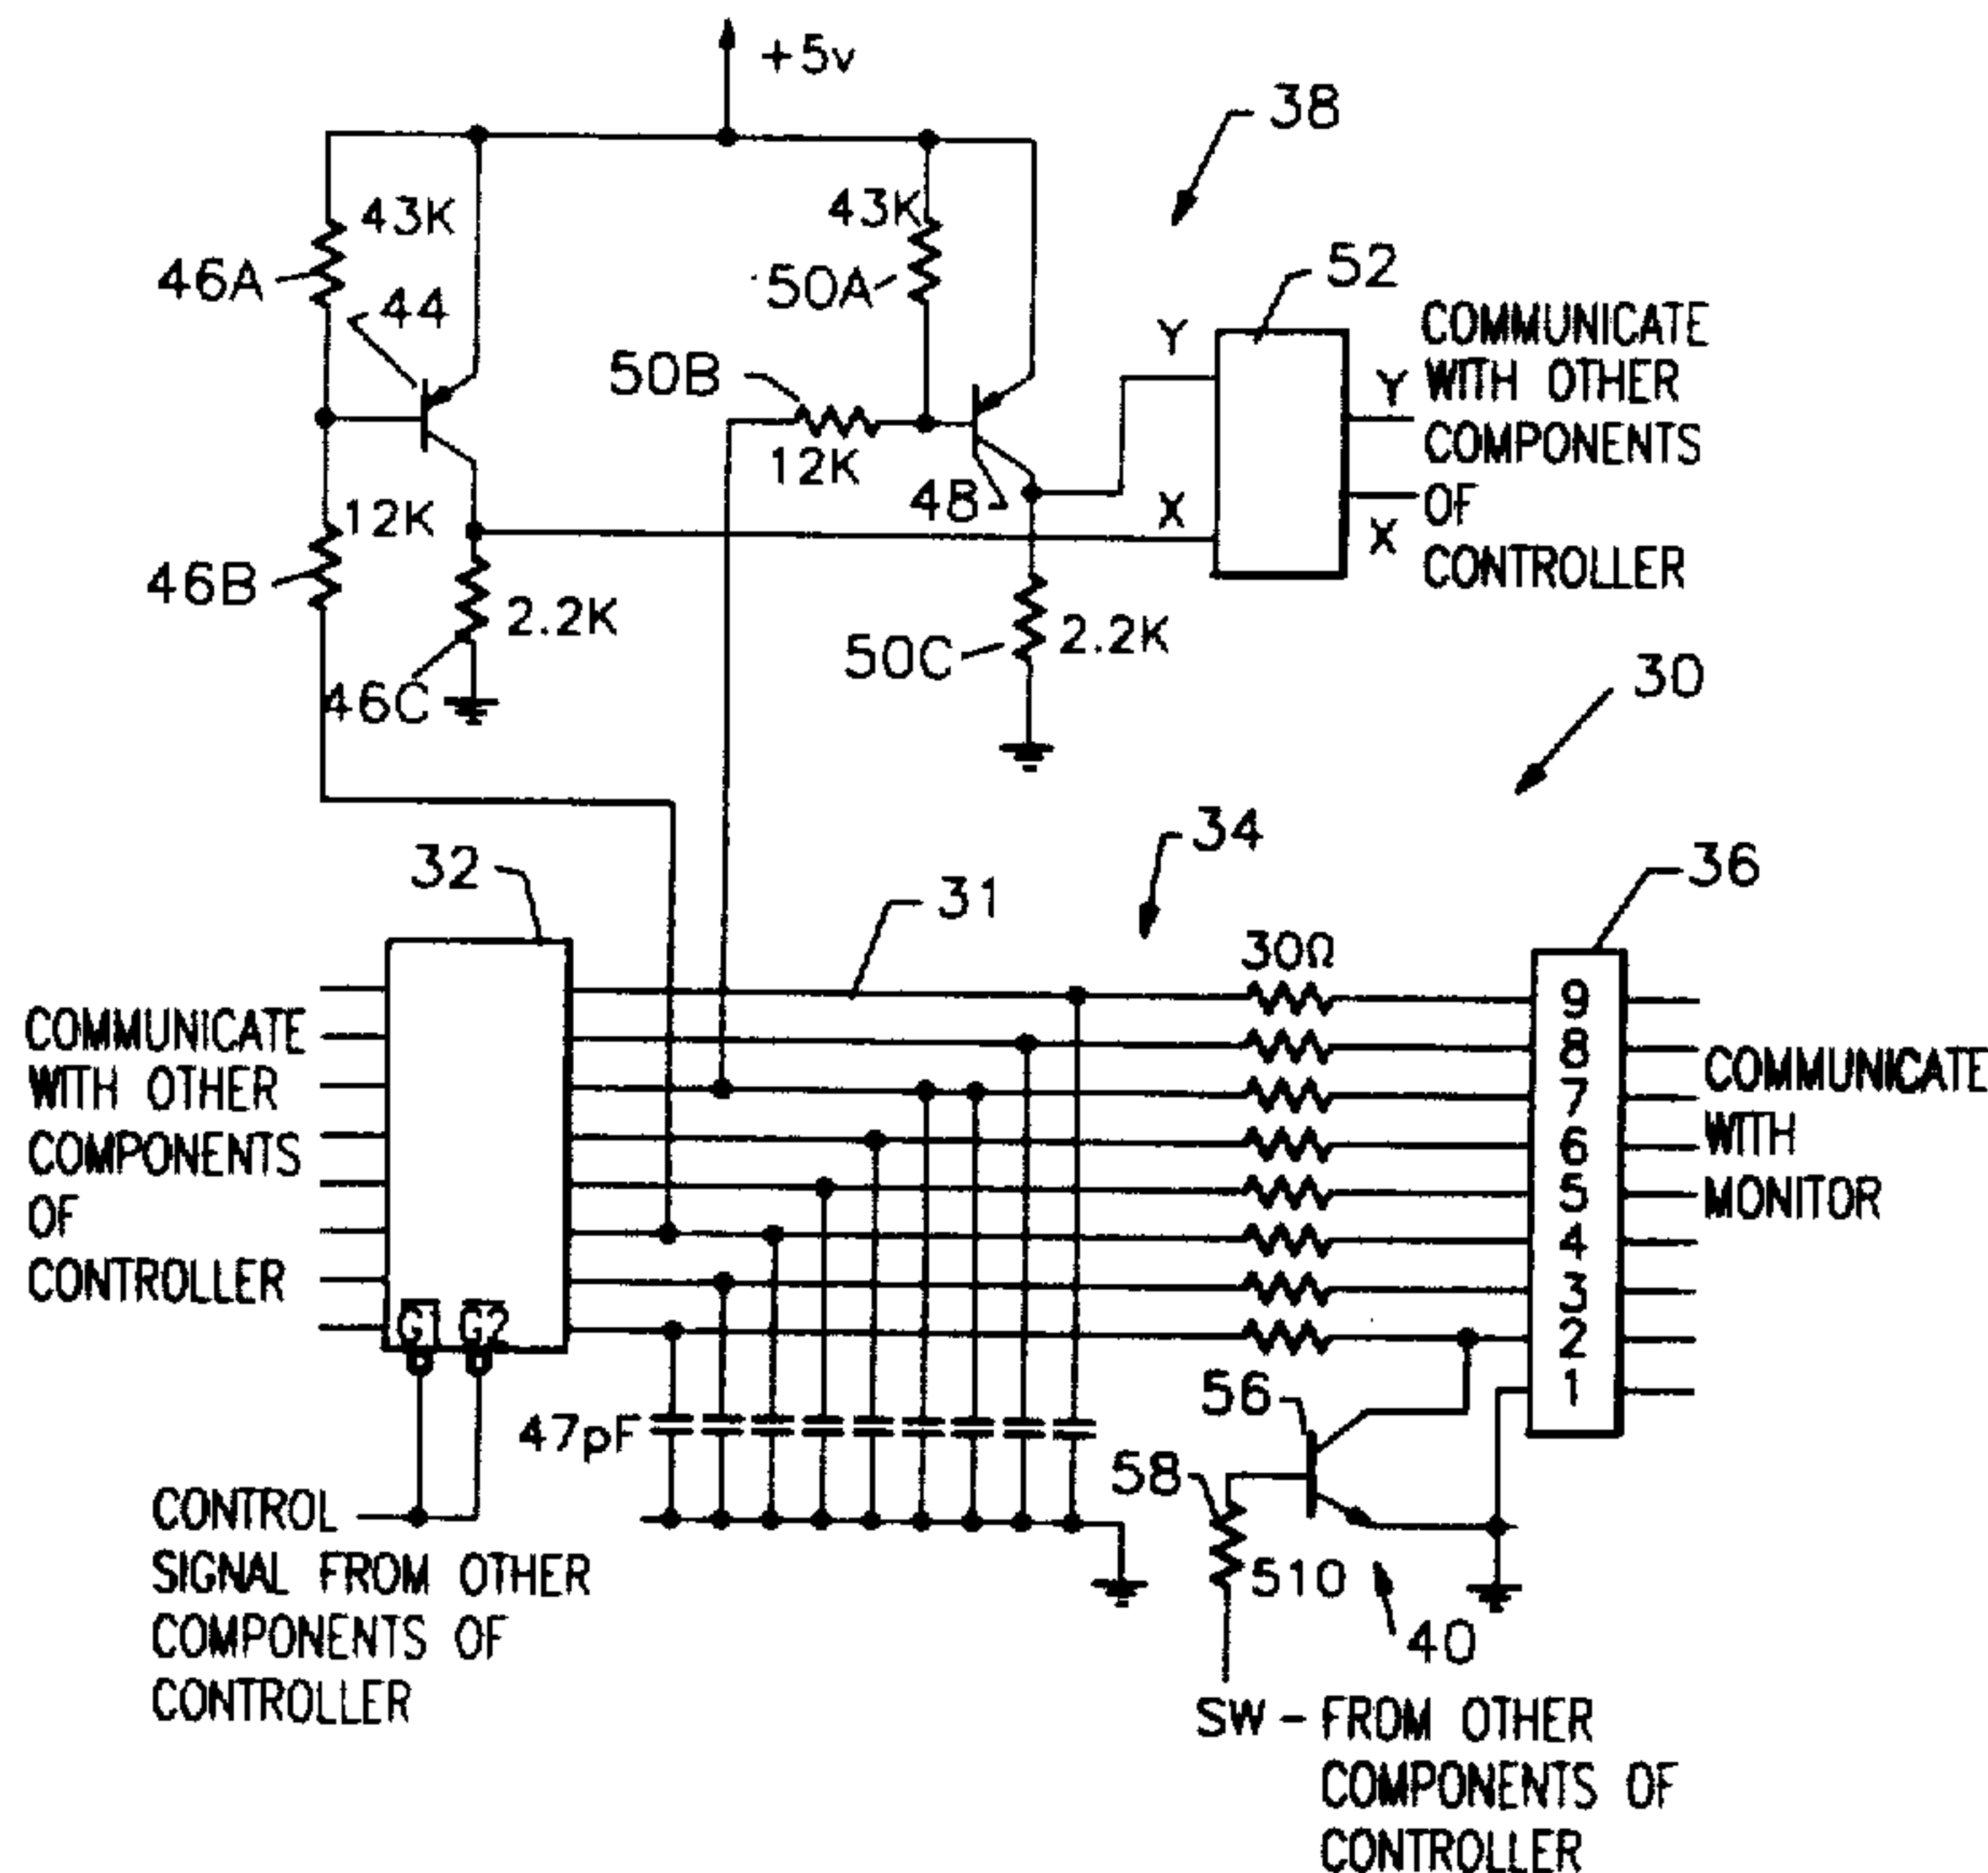 +5v
38
43K
43K
46A
50A
44
52
50B
Y
COMMUNICATE
WITH OTHER
Y
COMPONENTS
12K
48
X
OF
12K
X
CONTROLLER
46B
2.2K
2.2K
50C
46C
30
34
32
31
36
30Ω
9
8
7
6
5
4
3
2
1
COMMUNICATE
WITH OTHER
COMPONENTS
OF
CONTROLLER
COMMUNICATE
WITH
MONITOR
G1 G2
56
47pF
58
510
40
CONTROL
SIGNAL FROM OTHER
COMPONENTS OF
CONTROLLER
SW - FROM OTHER
COMPONENTS OF
CONTROLLER